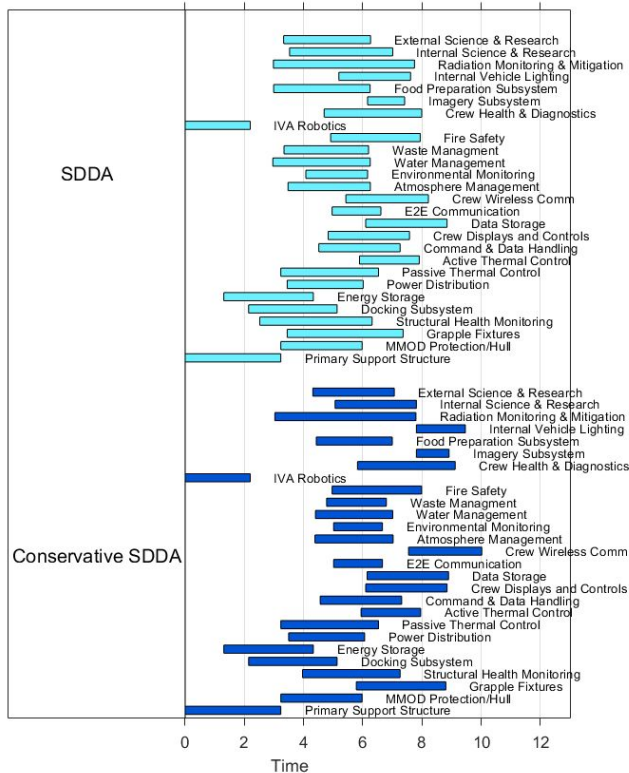 External Science & Research
Internal Science & Research
Radiation Monitoring & Mitigation
Internal Vehicle Lighting
Food Preparation Subsystem
Imagery Subsystem
Crew Health & Diagnostics
IVA Robotics
Fire Safety
Waste Managment
Water Management
SDDA
Environmental Monitoring
Atmosphere Management
Crew Wireless Comm
E2E Communication
Data Storage
Crew Displays and Controls
Command & Data Handling
Active Thermal Control
Passive Thermal Control
Power Distribution
Energy Storage
Docking Subsystem
Structural Health Monitoring
Grapple Fixtures
MMOD Protection/Hull
Primary Support Structure
External Science & Research
Internal Science & Research
Radiation Monitoring & Mitigation
Internal Vehicle Lighting
Food Preparation Subsystem
Imagery Subsystem
Crew Health & Diagnostics
IVA Robotics
Fire Safety
Waste Managment
Water Management
Environmental Monitoring
Atmosphere Management
Conservative SDDA
Crew Wireless Comm
E2E Communication
Data Storage
Crew Displays and Controls
Command & Data Handling
Active Thermal Control
Passive Thermal Control
Power Distribution
Energy Storage
Docking Subsystem
Structural Health Monitoring
Grapple Fixtures
MMOD Protection/Hull
Primary Support Structure
0 2 4 6 8 10 12
Time